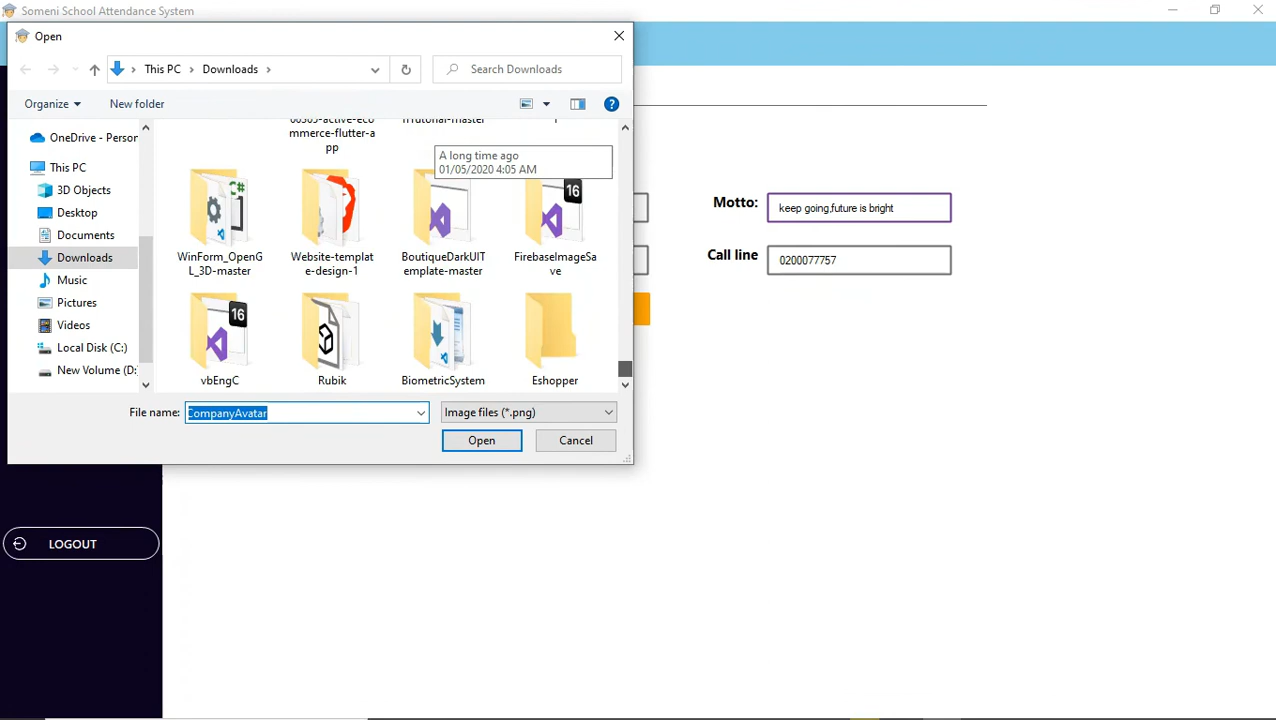 Someni School Attendance System
Open
This PC
Downloads
Search Downloads
Organize
New folder
OneDrive - Person
This PC
3D Objects
Desktop
Documents
Downloads
Music
Pictures
Videos
Local Disk (C:)
New Volume (D:
00505-active-eco
mmerce-flutter-a
pp
A long time ago
01/05/2020 4:05 AM
C#
16
WinForm_OpenG
L_3D-master
Website-templat
e-design-1
BoutiqueDarkUIT
emplate-master
FirebaseImageSa
ve
16
vbEngC
Rubik
BiometricSystem
Eshopper
File name:
CompanyAvatar
Image files (*.png)
Open
Cancel
Motto:
keep going,future is bright
Call line
0200077757
LOGOUT